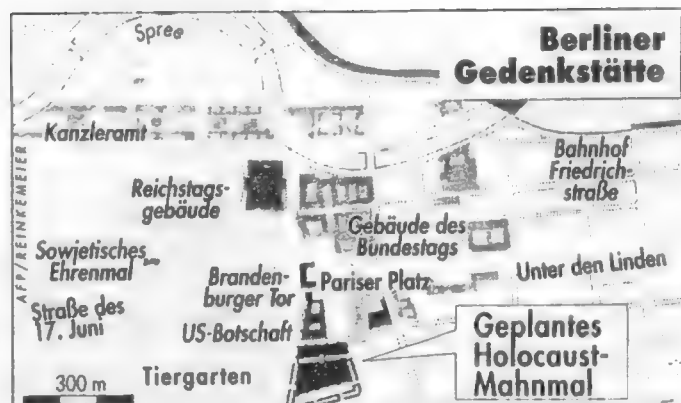 Spree
Berliner
Gedenkstätte
Kanzleramt
Bahnhof
Friedrich-
straße
Reichstags-
gebäude
Gebäude des
Bundestags
Sowjetisches
Ehrenmal
Branden-
burger Tor
Pariser Platz
Unter den Linden
Straße des
17. Juni
US-Botschaft
Geplantes
Holocaust-
Mahnmal
Tiergarten
300 m
AFP/REINKEMEIER